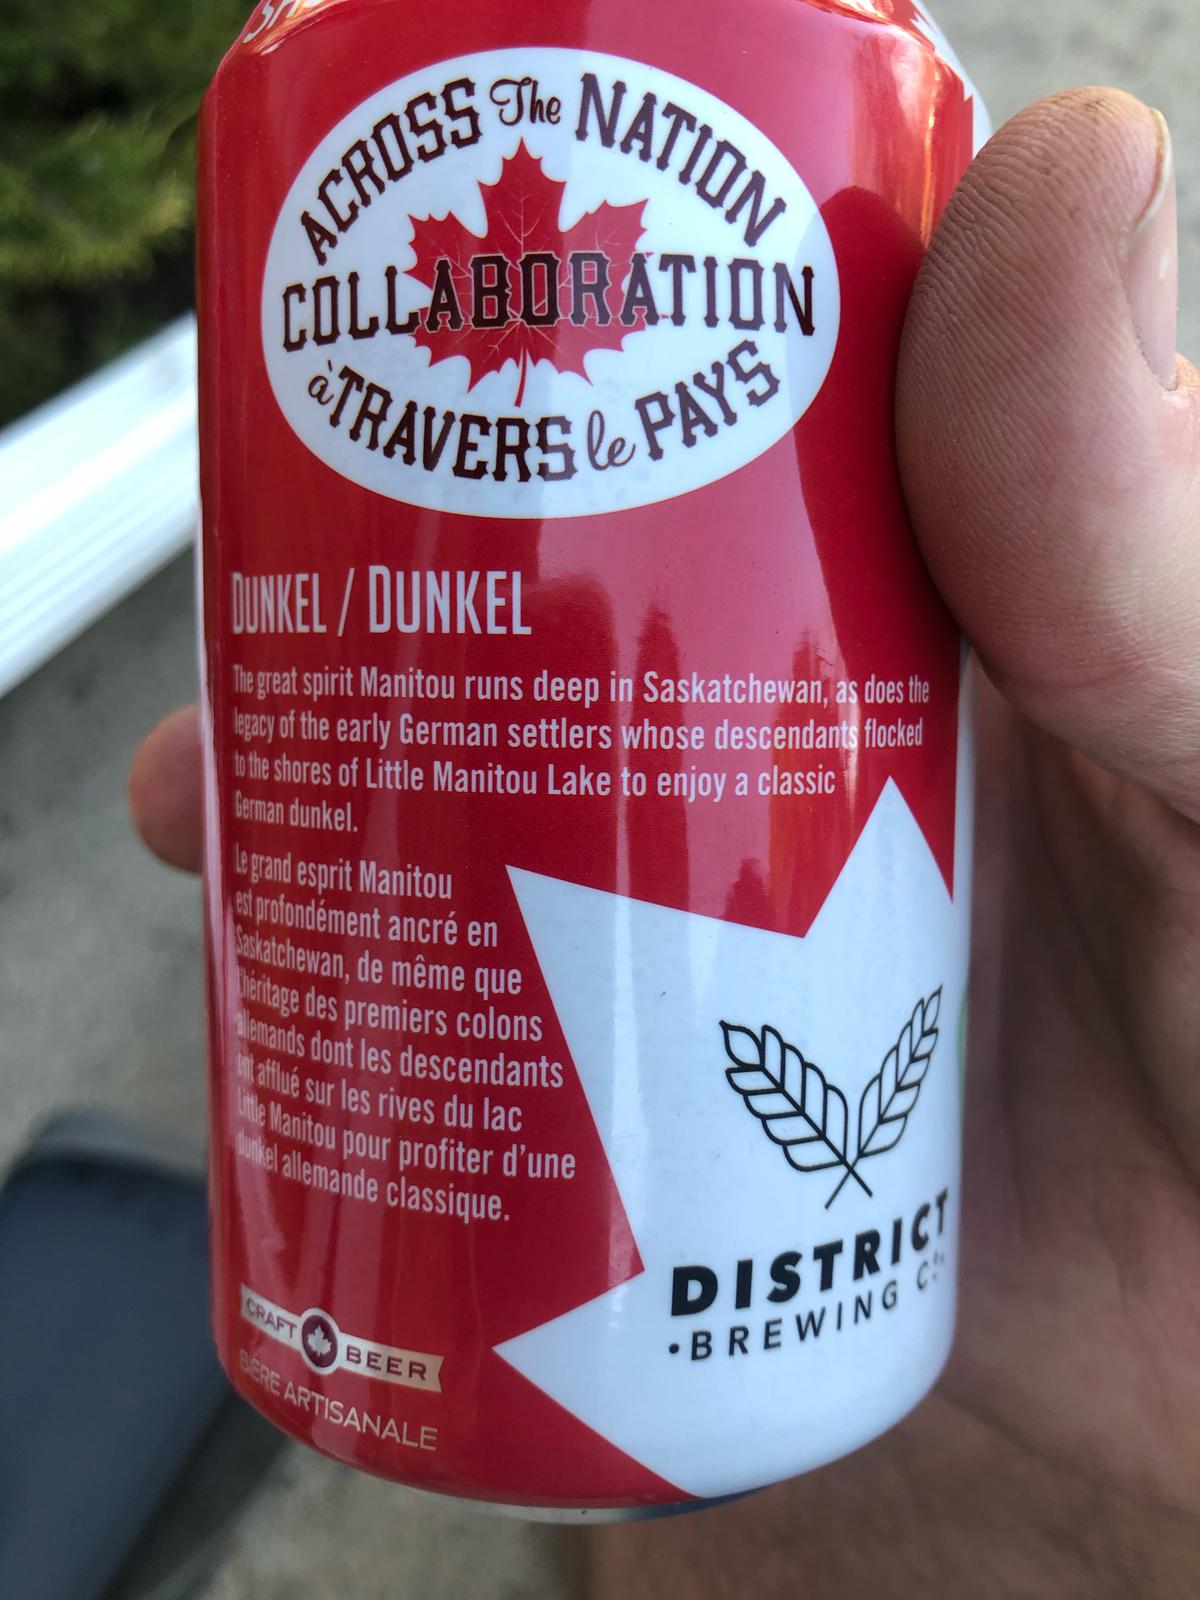 ACROSS The NATION
COLLABORATION
à TRAVERS le PAYS
DUNKEL / DUNKEL
The great spirit Manitou runs deep in Saskatchewan, as does the
legacy of the early German settlers whose descendants flocked
to the shores of Little Manitou Lake to enjoy a classic
German dunkel.
Le grand esprit Manitou
est profondément ancré en
Saskatchewan, de même que
l'héritage des premiers colons
allemands dont les descendants
ont afflué sur les rives du lac
Little Manitou pour profiter d'une
dunkel allemande classique.
DISTRICT
•BREWING Co.
CRAFT BEER
BIÈRE ARTISANALE